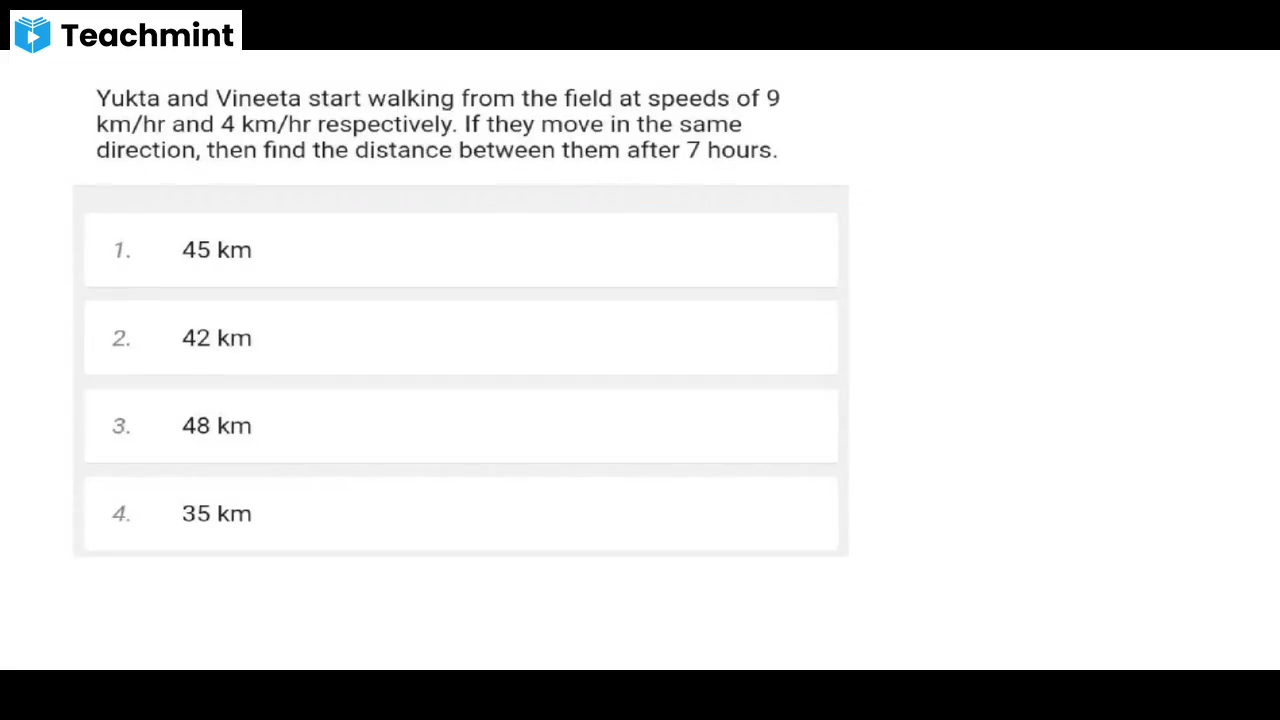 Teachmint
Yukta and Vineeta start walking from the field at speeds of 9
km/hr and 4 km/hr respectively. If they move in the same
direction, then find the distance between them after 7 hours.
1. 45 km
2. 42 km
3. 48 km
4. 35 km